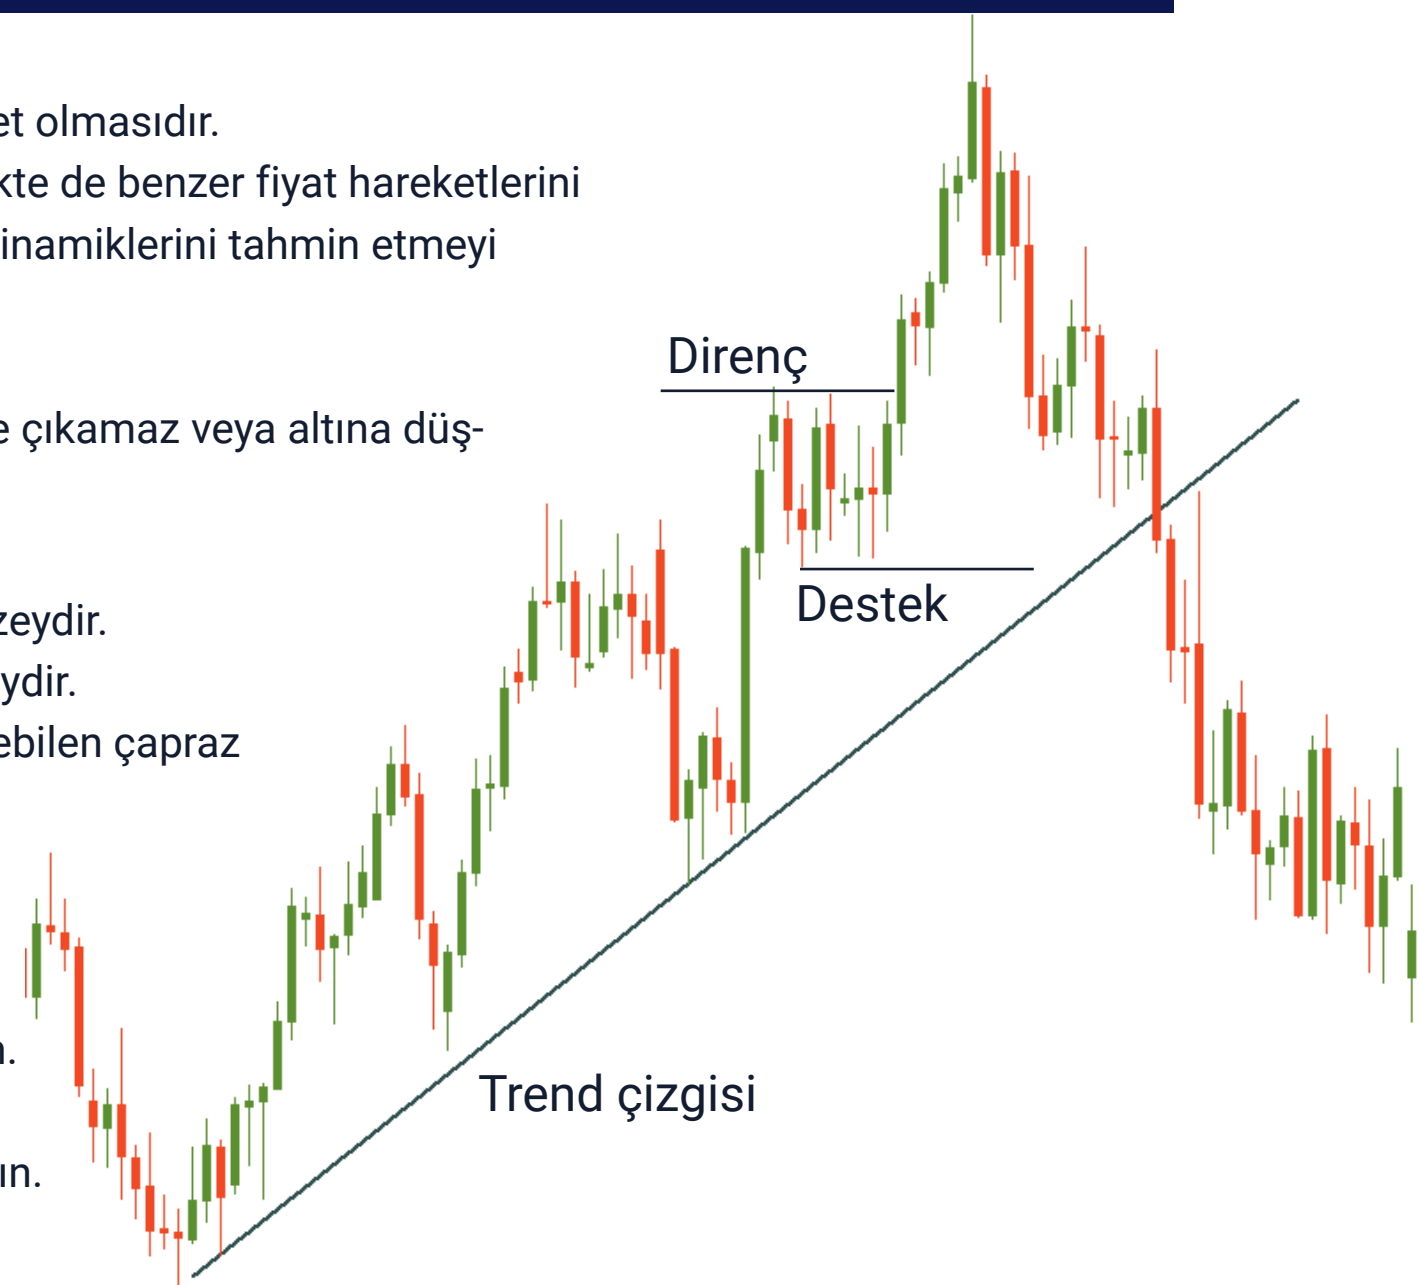 et olmasıdır.
kte de benzer fiyat hareketlerini
inamiklerini tahmin etmeyi
Direnç
e çıkamaz veya altına düş-
Destek
zeydir.
ydir.
ebilen çapraz
n.
Trend çizgisi
ın.